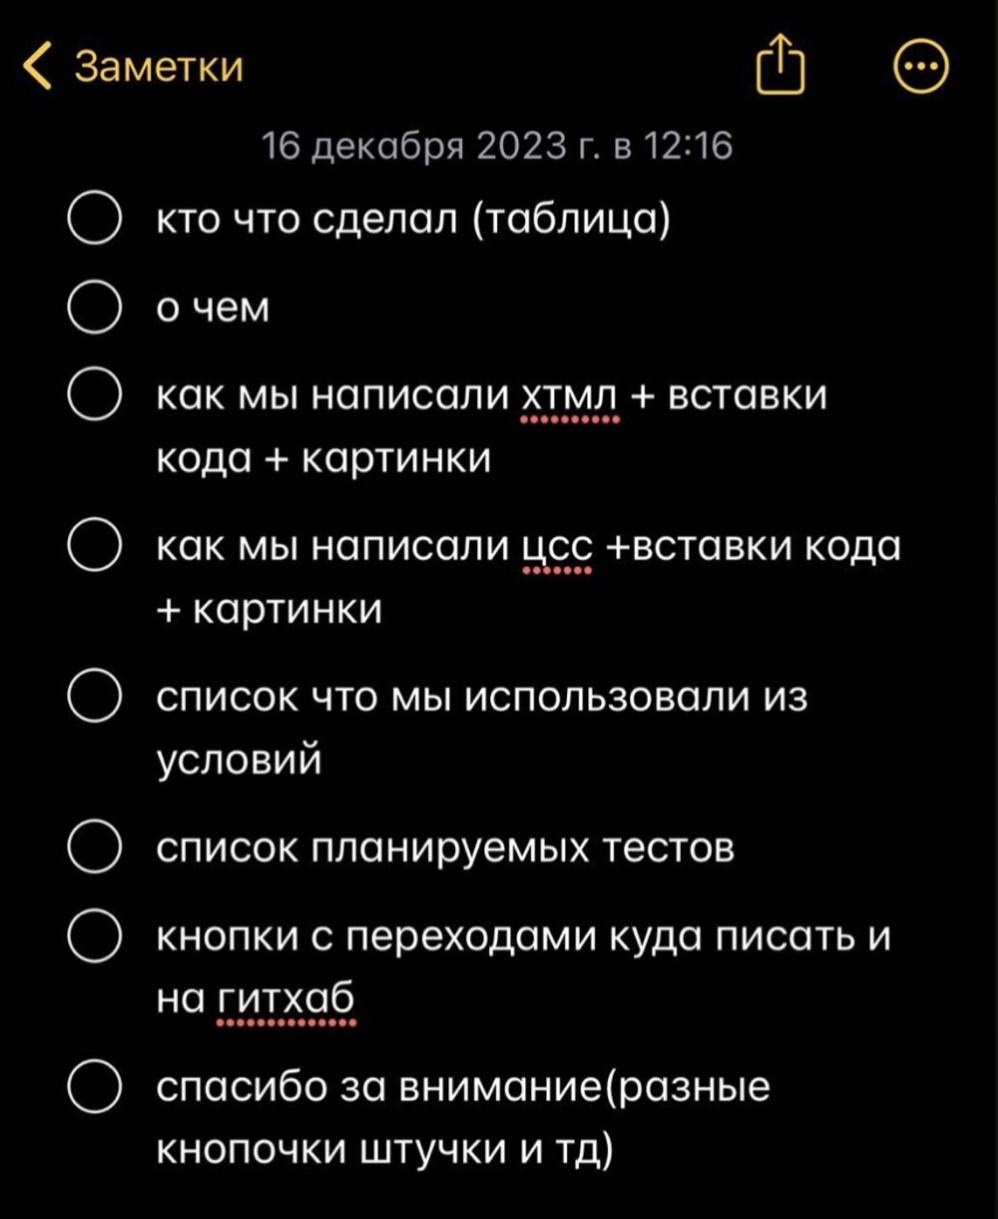 Заметки
16 декабря 2023 г. в 12:16
кто что сделал (таблица)
о чем
как мы написали хтмл + вставки
кода + картинки
как мы написали цсс +вставки кода
+ картинки
список что мы использовали из
условий
список планируемых тестов
кнопки с переходами куда писать и
на гитхаб
спасибо за внимание(разные
кнопочки штучки и тд)